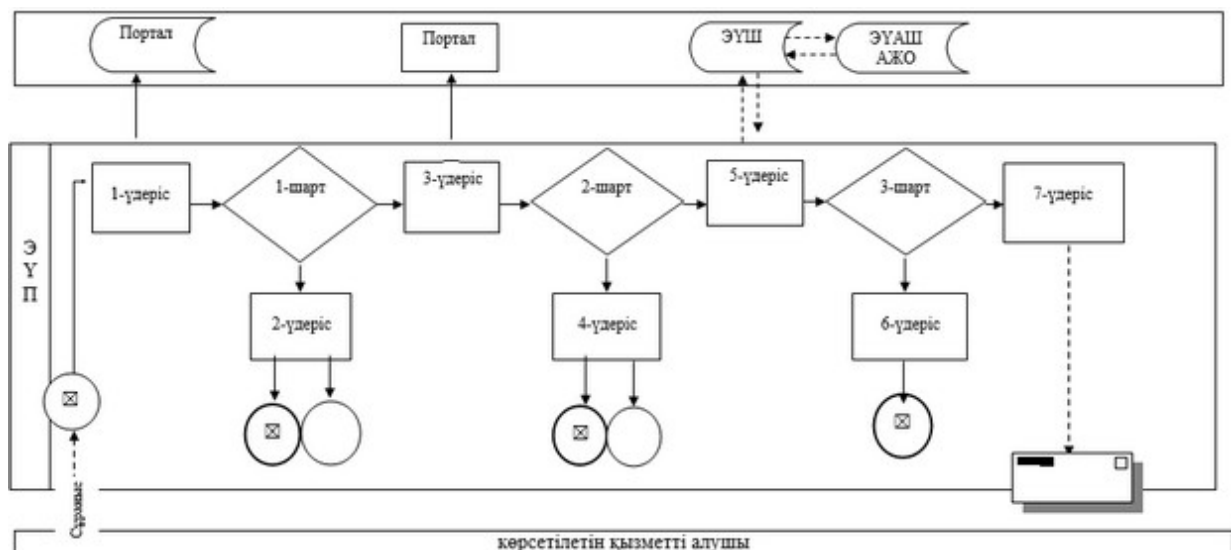 Портал
Портал
ЭҮШ
ЭҮАШ
АЖО
1-үдеріс
1-шарт
3-үдеріс
2-шарт
5-үдеріс
3-шарт
7-үдеріс
Э
Ү
П
2-үдеріс
4-үдеріс
6-үдеріс
Сұраныс
көрсетілетін қызметті алушы